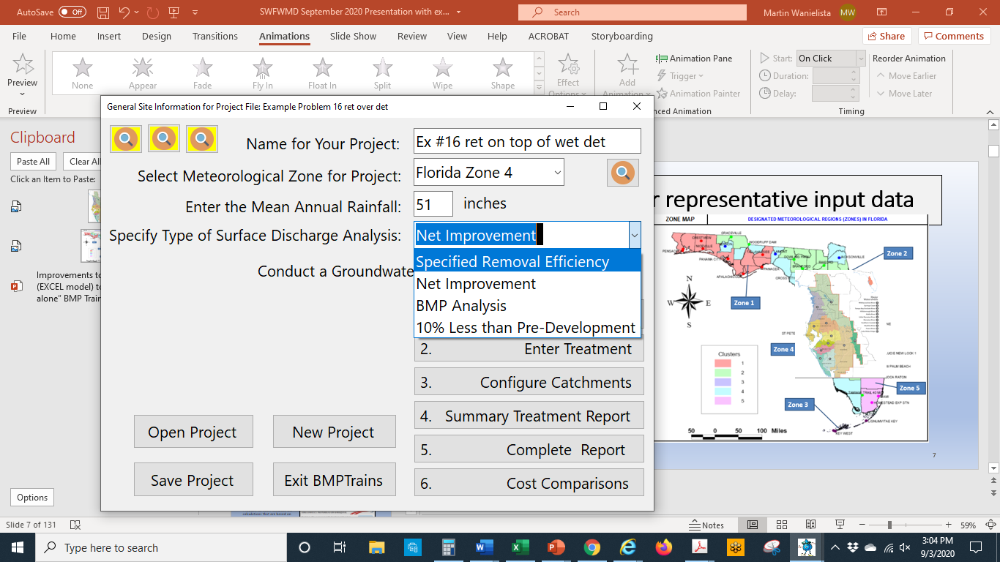 AutoSave Off
SWFWMD September 2020 Presentation with ex...
Search
Martin Wanielista MW
File Home Insert Design Transitions Animations Slide Show Review View Help ACROBAT Storyboarding
Share Comments
Preview
None Appear Fade Fly In Float In Split Wipe Shape
Effect
Options
Add
Animation
Animation Pane
Trigger
Animation Painter
Start: On Click
Duration:
Delay:
Reorder Animation
Move Earlier
Move Later
Preview
nced Animation
Timing
Clipboard
Paste All Clear All
Click an Item to Paste:
Improvements to
(EXCEL model) to
alone" BMP Train
Options
General Site Information for Project File: Example Problem 16 ret over det
Name for Your Project: Ex #16 ret on top of wet det
Select Meteorological Zone for Project: Florida Zone 4
Enter the Mean Annual Rainfall: 51 inches
Specify Type of Surface Discharge Analysis: Net Improvement
Specified Removal Efficiency
Conduct a Groundwate
Net Improvement
BMP Analysis
10% Less than Pre-Development
2. Enter Treatment
3. Configure Catchments
4. Summary Treatment Report
5. Complete Report
6. Cost Comparisons
Open Project New Project
Save Project Exit BMPTrains
r representative input data
ZONE MAP DESIGNATED METEOROLOGICAL REGIONS (ZONES) IN FLORIDA
Zone 2
Zone 1
N
W E
S
Zone 4
Clusters
1
2
3
4
5
Zone 5
Zone 3
KEY WEST
50 0 50 100 Miles
7
Slide 7 of 131
Notes
59%
Type here to search
3:04 PM
9/3/2020